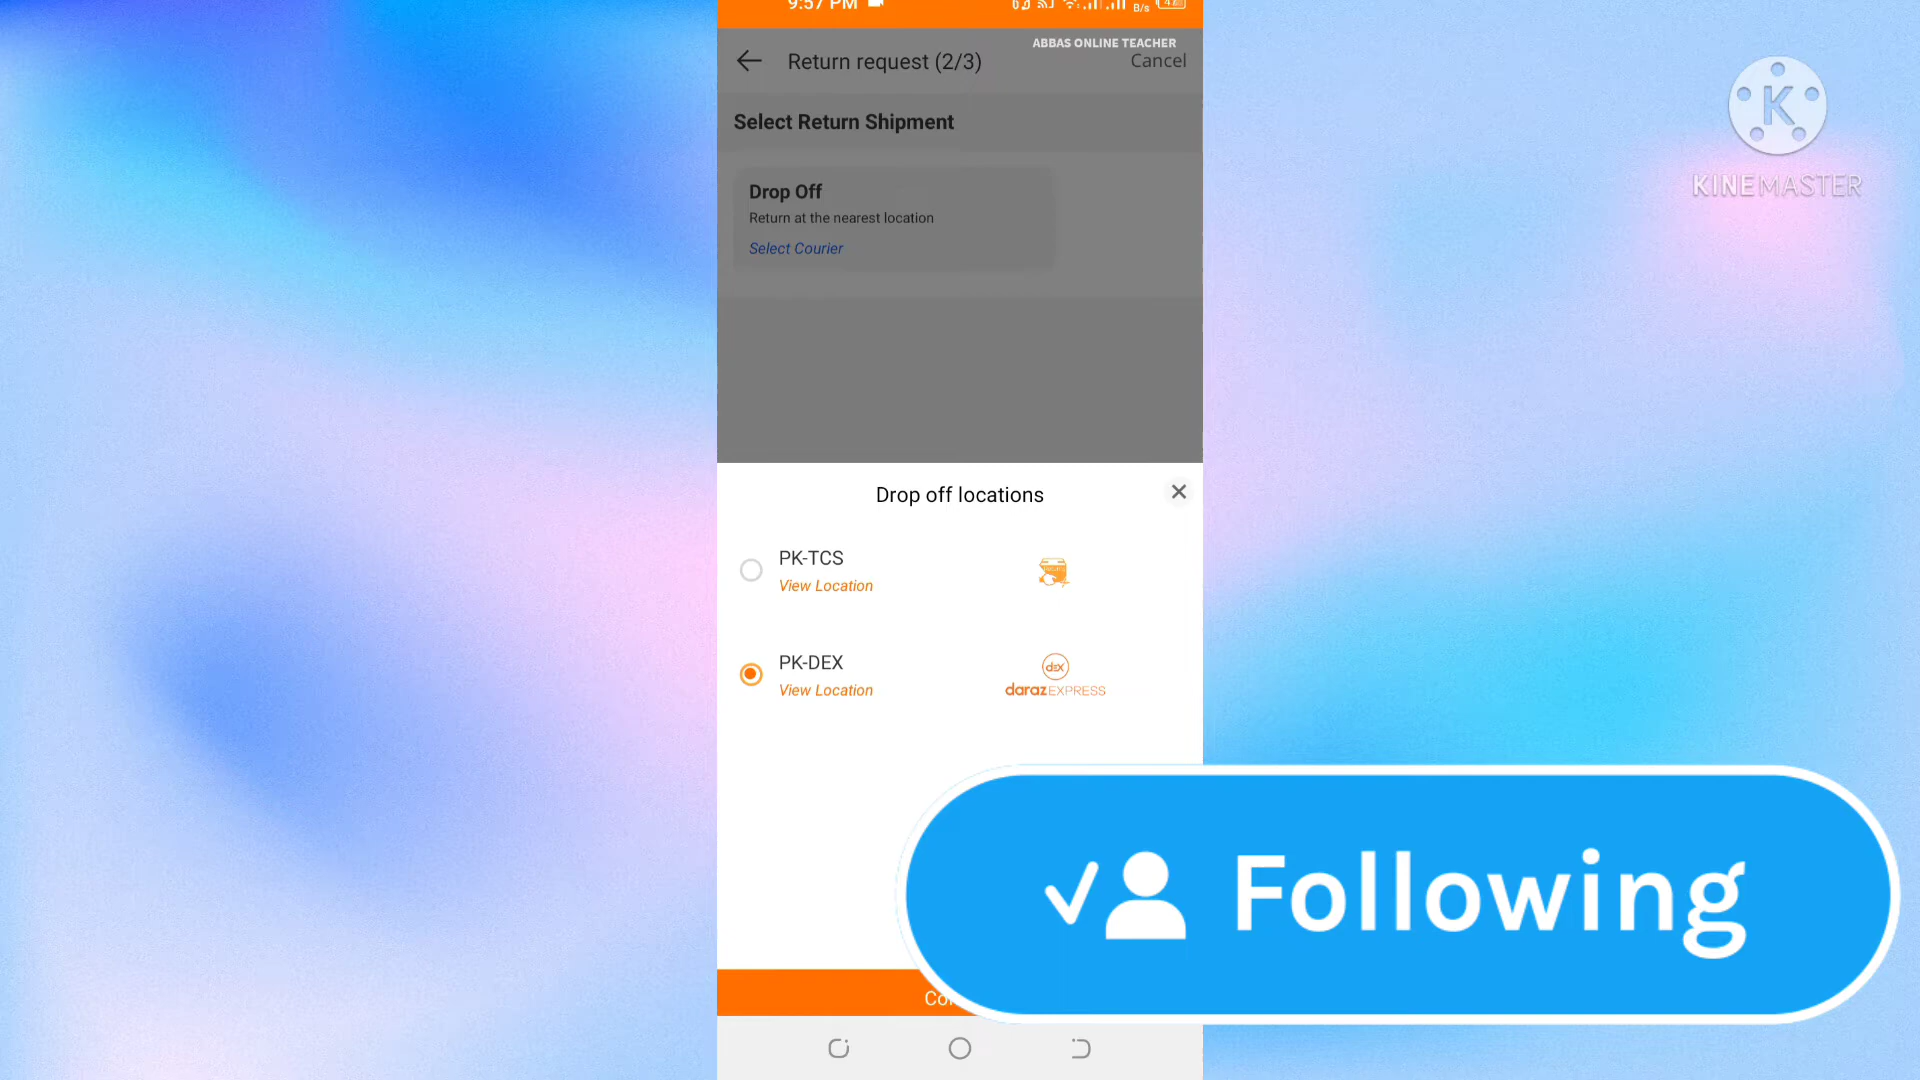 9:57 PM
B/s
ABBAS ONLINE TEACHER
Return request (2/3)
Cancel
Select Return Shipment
Drop Off
Return at the nearest location
Select Courier
K
KINEMASTER
Drop off locations
PK-TCS
View Location
PK-DEX
View Location
dex
darazEXPRESS
Following